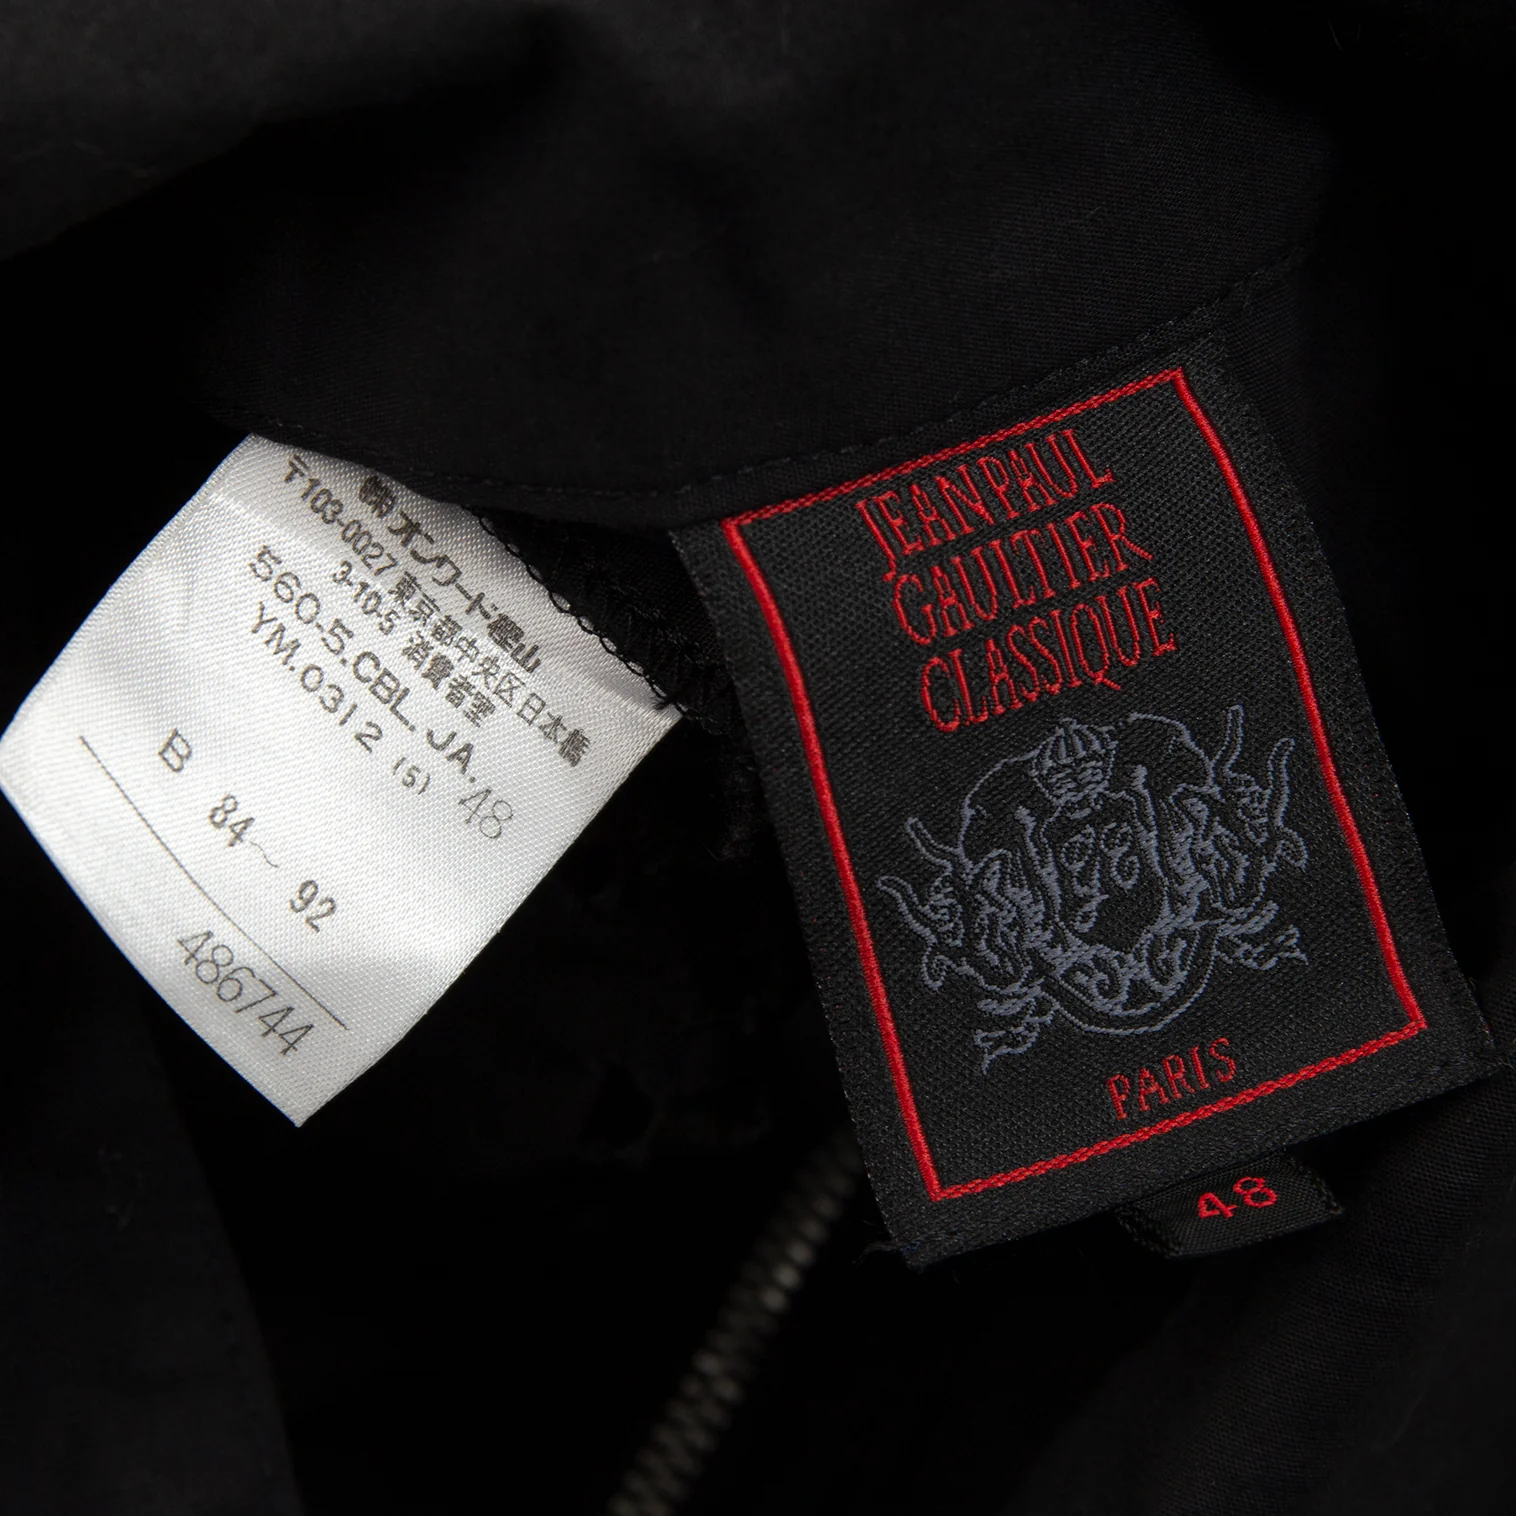 ㈱オンワード樫山
〒103-0027 東京都中央区日本橋
3-10-5 消費者室
560-5.CBL.JA.48
YM.0312 (5)
B 84～92
486744
JEAN PAUL
GAULTIER
CLASSIQUE
PARIS
48